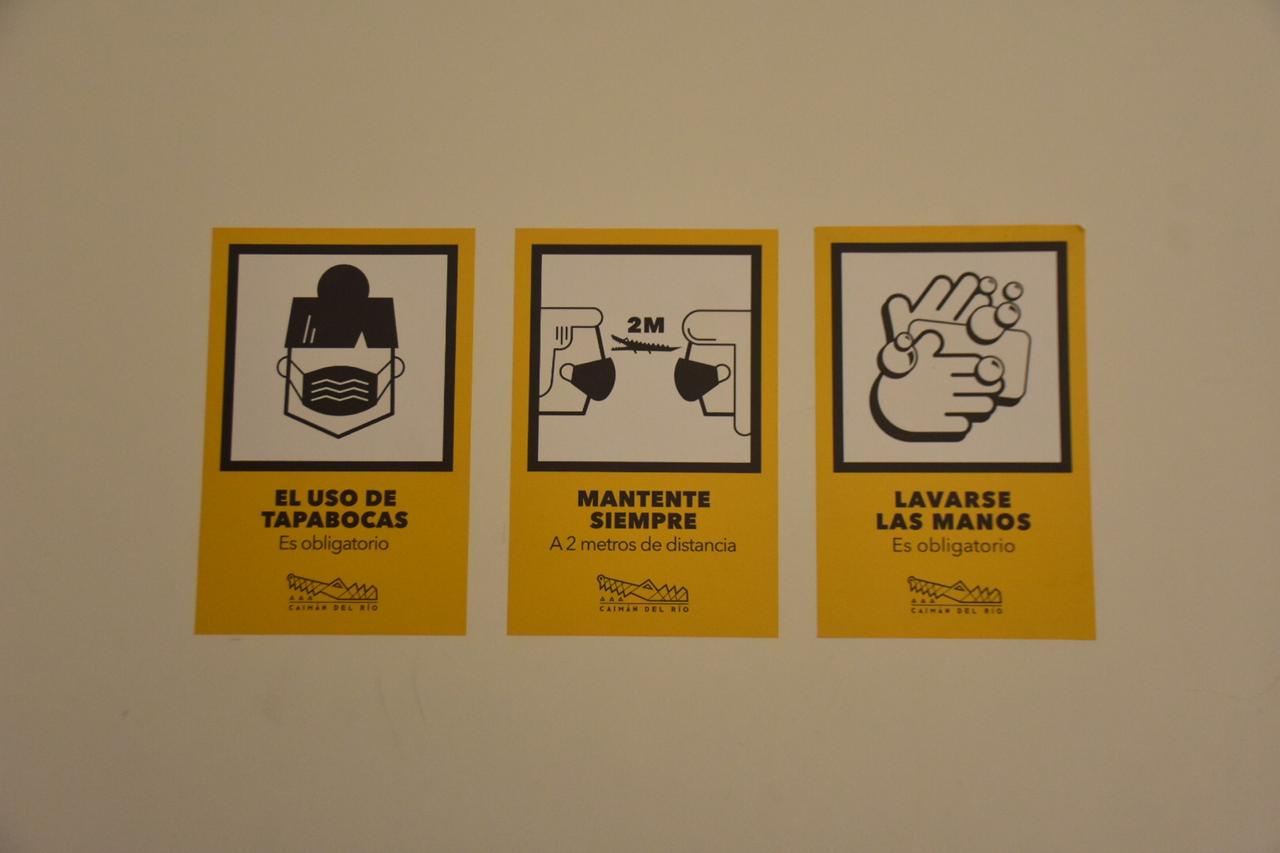 EL USO DE
TAPABOCAS
Es obligatorio
CAIMÁN DEL RÍO
2M
MANTENTE
SIEMPRE
A 2 metros de distancia
CAIMÁN DEL RÍO
LAVARSE
LAS MANOS
Es obligatorio
CAIMÁN DEL RÍO